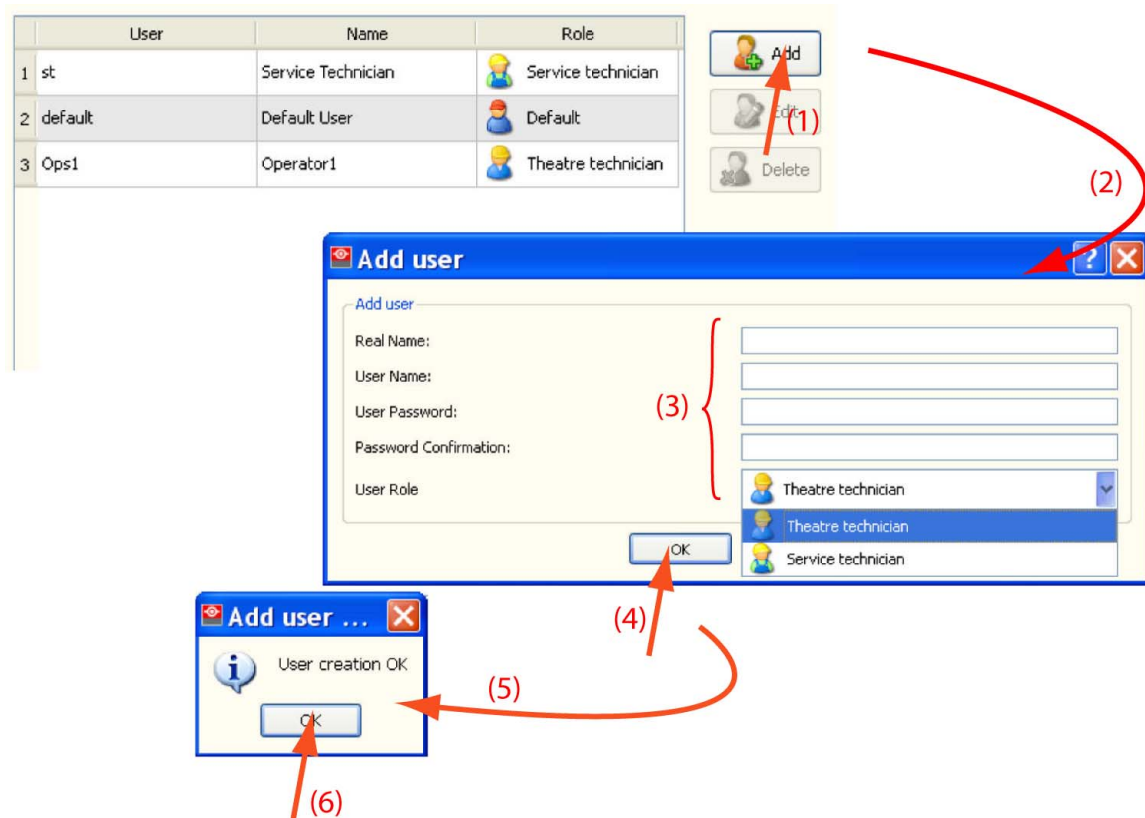 User Name Role
1 st Service Technician Service technician Add
2 default Default User Default Edit (1)
3 Ops1 Operator1 Theatre technician Delete
(2)
Add user
Add user
Real Name:
User Name:
User Password: (3)
Password Confirmation:
User Role Theatre technician
Theatre technician
OK Service technician
(4)
Add user ...
User creation OK
(5)
OK
(6)